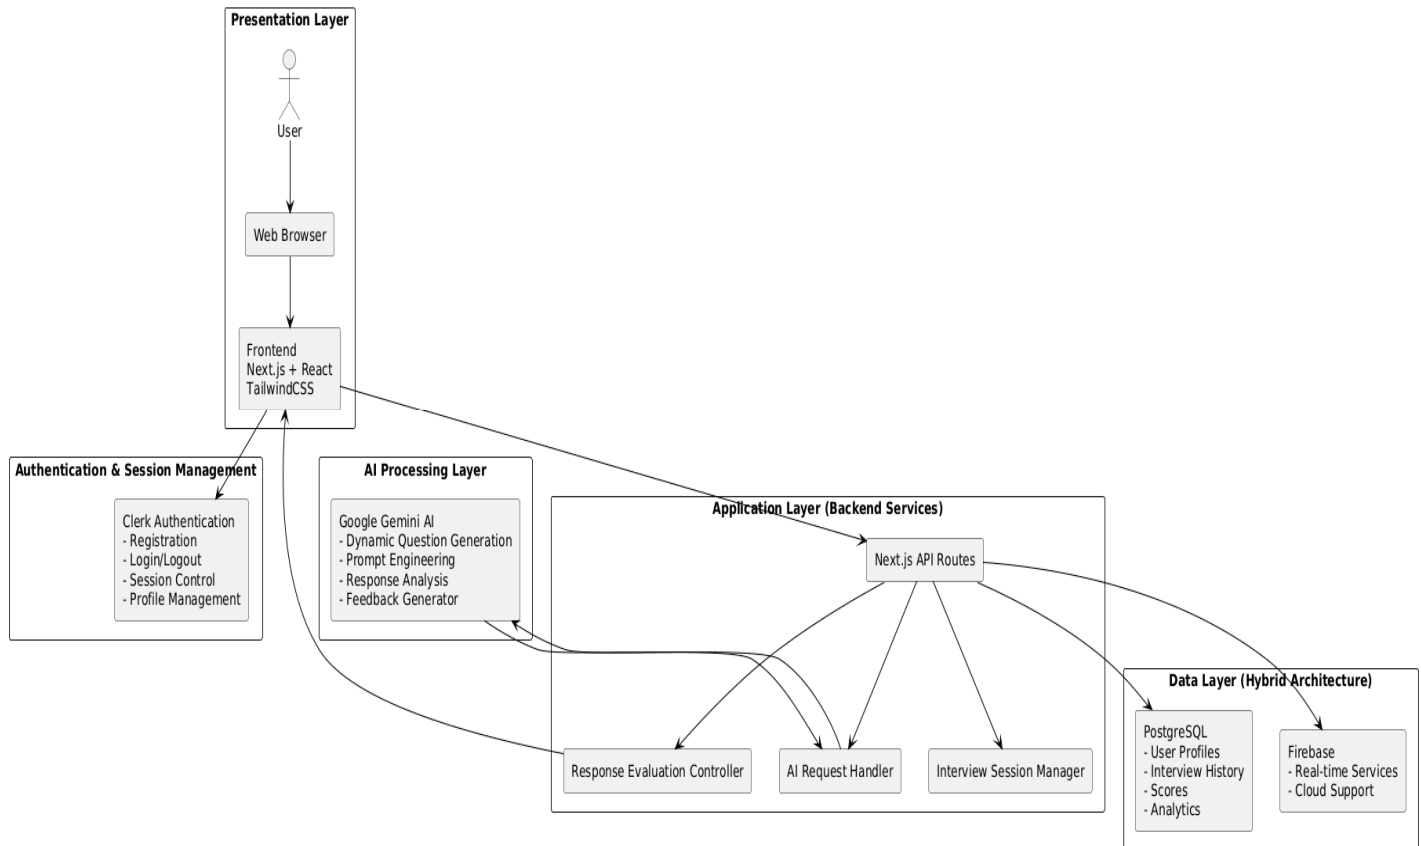 Presentation Layer
User
Web Browser
Frontend
Next.js + React
TailwindCSS
Authentication & Session Management
Clerk Authentication
- Registration
- Login/Logout
- Session Control
- Profile Management
AI Processing Layer
Google Gemini AI
- Dynamic Question Generation
- Prompt Engineering
- Response Analysis
- Feedback Generator
Application Layer (Backend Services)
Next.js API Routes
Response Evaluation Controller
AI Request Handler
Interview Session Manager
Data Layer (Hybrid Architecture)
PostgreSQL
- User Profiles
- Interview History
- Scores
- Analytics
Firebase
- Real-time Services
- Cloud Support